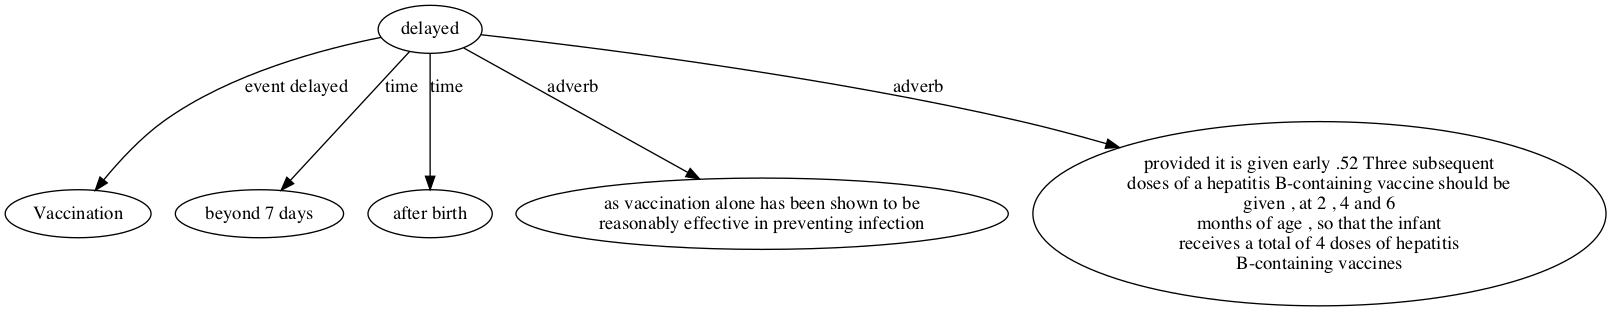 delayed
event delayed
time
time
adverb
adverb
Vaccination
beyond 7 days
after birth
as vaccination alone has been shown to be
reasonably effective in preventing infection
provided it is given early .52 Three subsequent
doses of a hepatitis B-containing vaccine should be
given , at 2 , 4 and 6
months of age , so that the infant
receives a total of 4 doses of hepatitis
B-containing vaccines